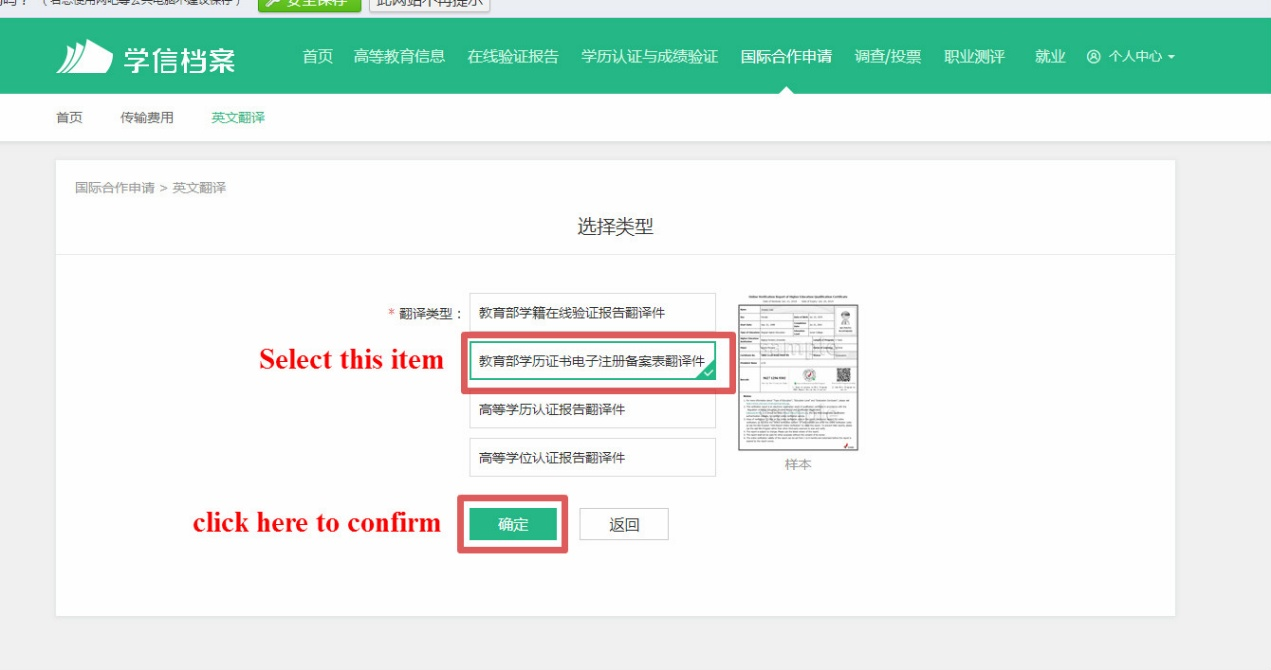 (若您使用网吧等公共电脑不建议保存) 安全保存 此网站不再提示
学信档案 首页 高等教育信息 在线验证报告 学历认证与成绩验证 国际合作申请 调查/投票 职业测评 就业 个人中心
首页 传输费用 英文翻译
国际合作申请 > 英文翻译
选择类型
* 翻译类型: 教育部学籍在线验证报告翻译件
Select this item 教育部学历证书电子注册备案表翻译件
高等学历认证报告翻译件
高等学位认证报告翻译件
Online Verification Report of Higher Education Qualification Certificate
样本
click here to confirm 确定 返回